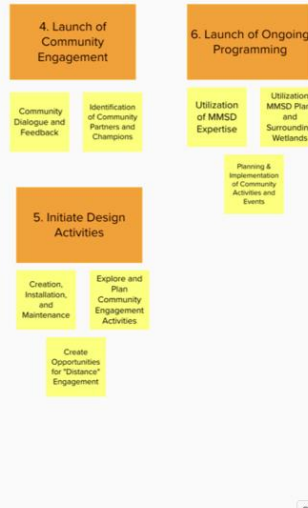 4. Launch of
Community
Engagement
Community
Dialogue and
Feedback
Identification
of Community
Partners and
Champions
6. Launch of Ongoing
Programming
Utilization
of MMSD
Expertise
Utilization
MMSD
and
Wetlands
Planning &
Implementation
of Community
Activities and
Events
5. Initiate Design
Activities
Creation,
Installation,
and
Maintenance
Explore and
Plan
Community
Engagement
Activities
Create
Opportunities
for "Distance"
Engagement